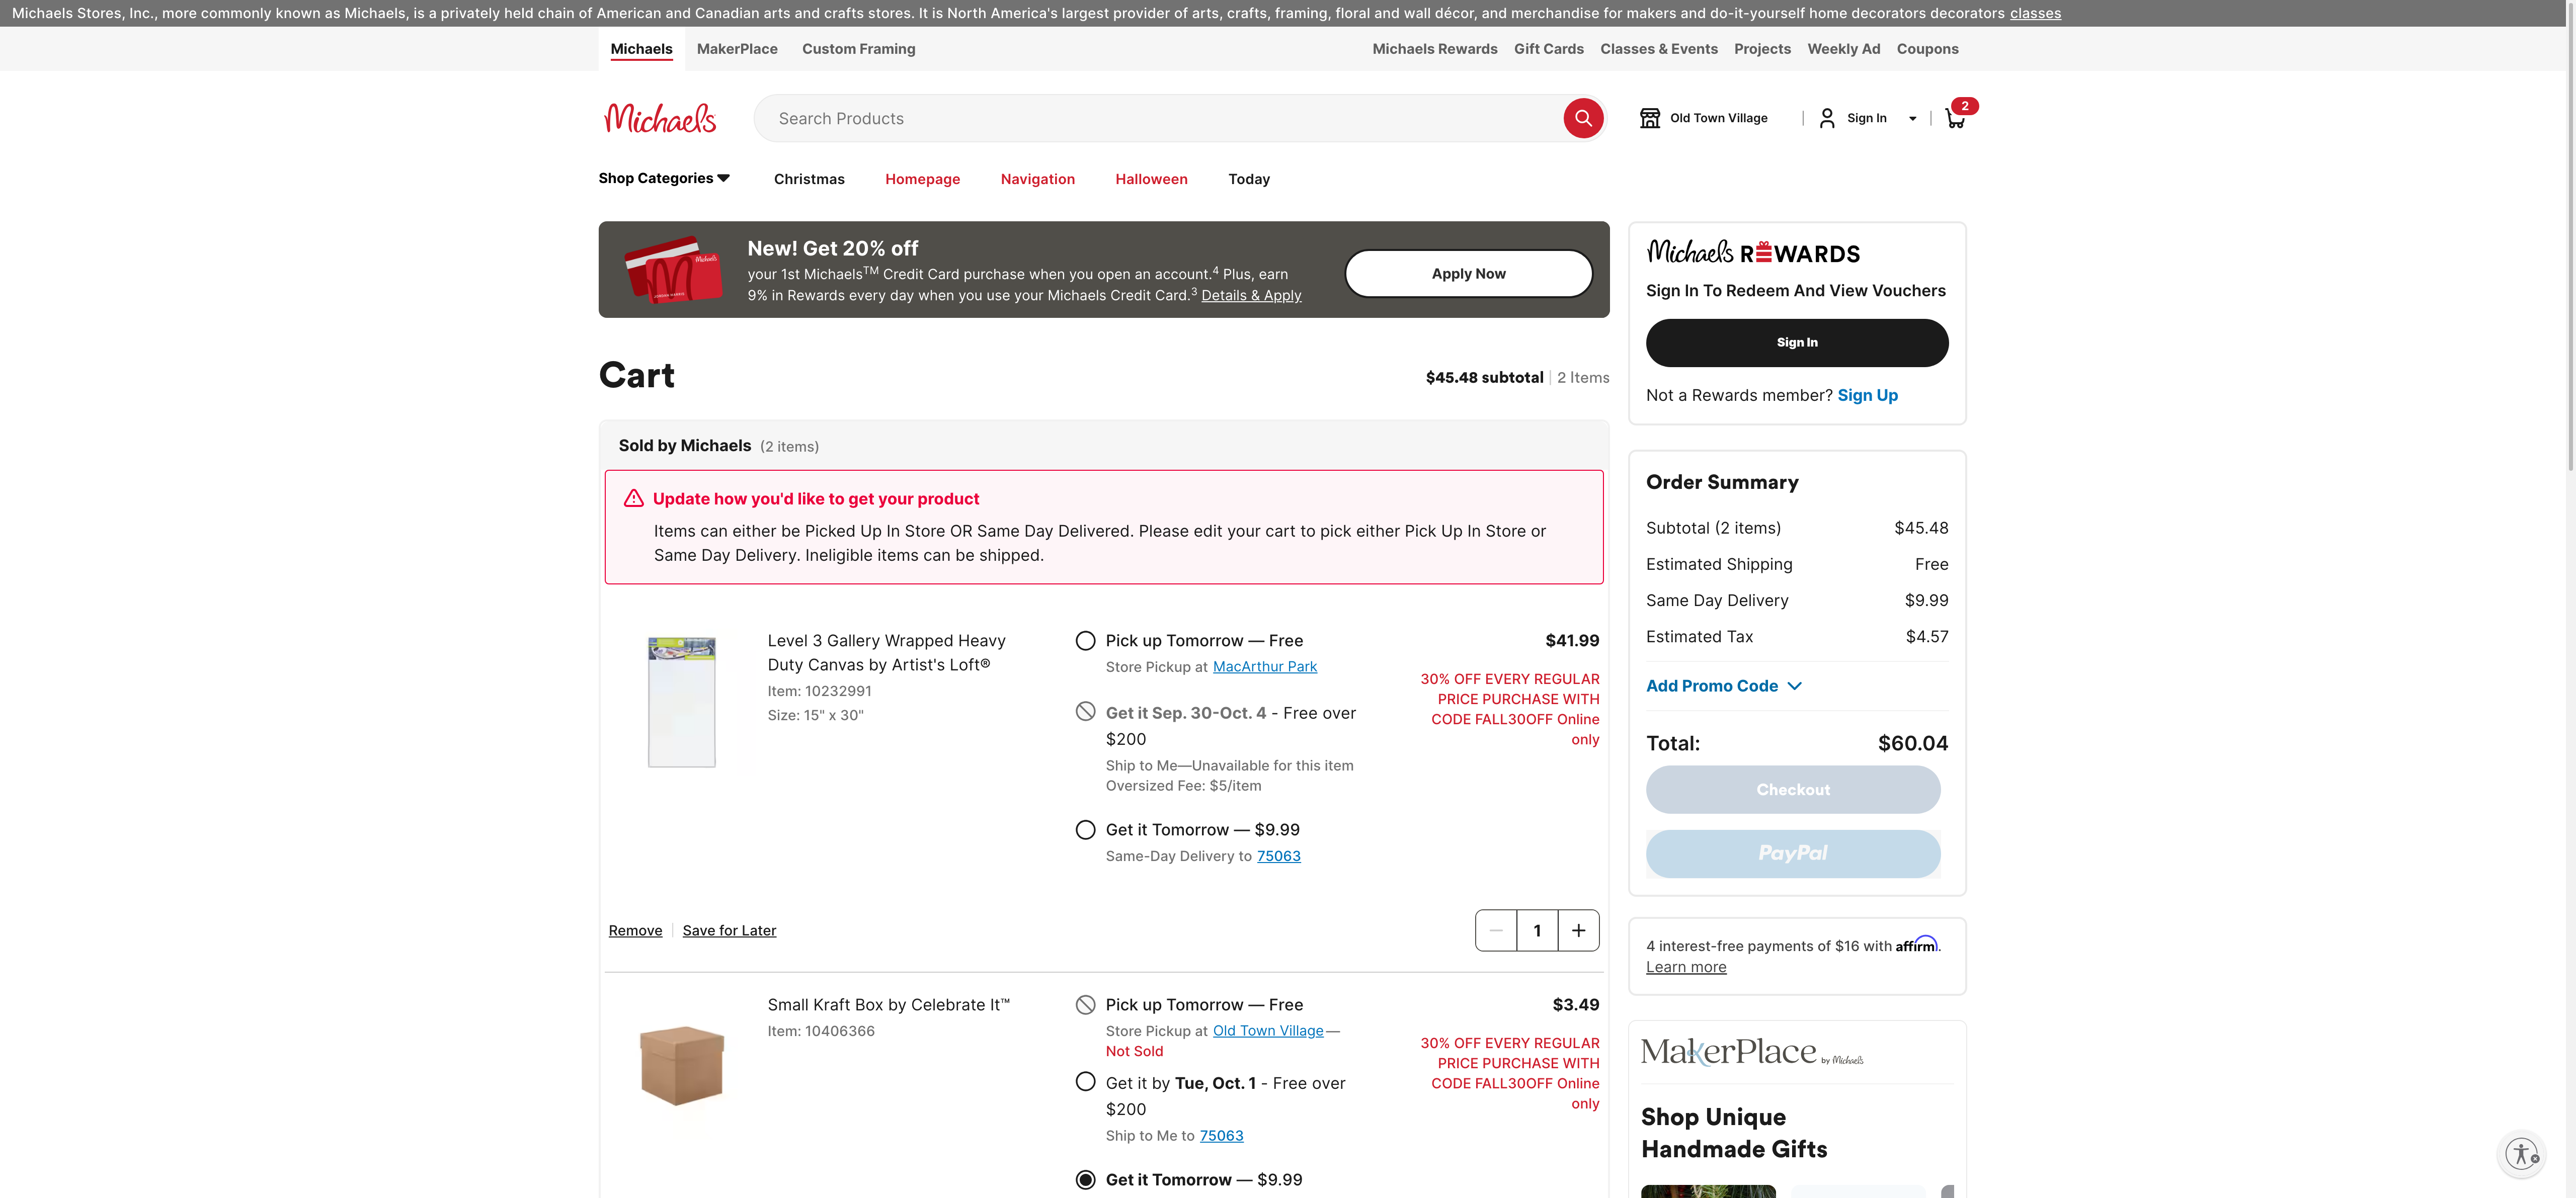 Michaels Stores, Inc., more commonly known as Michaels, is a privately held chain of American and Canadian arts and crafts stores. It is North America's largest provider of arts, crafts, framing, floral and wall décor, and merchandise for makers and do-it-yourself home decorators decorators classes
Michaels MakerPlace Custom Framing Michaels Rewards Gift Cards Classes & Events Projects Weekly Ad Coupons
Michaels Search Products Old Town Village | Sign In | 2
Shop Categories Christmas Homepage Navigation Halloween Today
New! Get 20% off
your 1st Michaels™ Credit Card purchase when you open an account.4 Plus, earn
9% in Rewards every day when you use your Michaels Credit Card.3 Details & Apply
Apply Now
Michaels
Cart
$45.48 subtotal | 2 Items
Sold by Michaels (2 items)
Update how you'd like to get your product
Items can either be Picked Up In Store OR Same Day Delivered. Please edit your cart to pick either Pick Up In Store or
Same Day Delivery. Ineligible items can be shipped.
Level 3 Gallery Wrapped Heavy
Duty Canvas by Artist's Loft®
Item: 10232991
Size: 15" x 30"
Pick up Tomorrow — Free
Store Pickup at MacArthur Park
Get it Sep. 30-Oct. 4 - Free over
$200
Ship to Me—Unavailable for this item
Oversized Fee: $5/item
Get it Tomorrow — $9.99
Same-Day Delivery to 75063
$41.99
30% OFF EVERY REGULAR
PRICE PURCHASE WITH
CODE FALL30OFF Online
only
Remove | Save for Later
— 1 +
Small Kraft Box by Celebrate It™
Item: 10406366
Pick up Tomorrow — Free
Store Pickup at Old Town Village—
Not Sold
Get it by Tue, Oct. 1 - Free over
$200
Ship to Me to 75063
Get it Tomorrow — $9.99
$3.49
30% OFF EVERY REGULAR
PRICE PURCHASE WITH
CODE FALL30OFF Online
only
Michaels REWARDS
Sign In To Redeem And View Vouchers
Sign In
Not a Rewards member? Sign Up
Order Summary
Subtotal (2 items) $45.48
Estimated Shipping Free
Same Day Delivery $9.99
Estimated Tax $4.57
Add Promo Code
Total: $60.04
Checkout
PayPal
4 interest-free payments of $16 with affirm.
Learn more
MakerPlace by Michaels
Shop Unique
Handmade Gifts